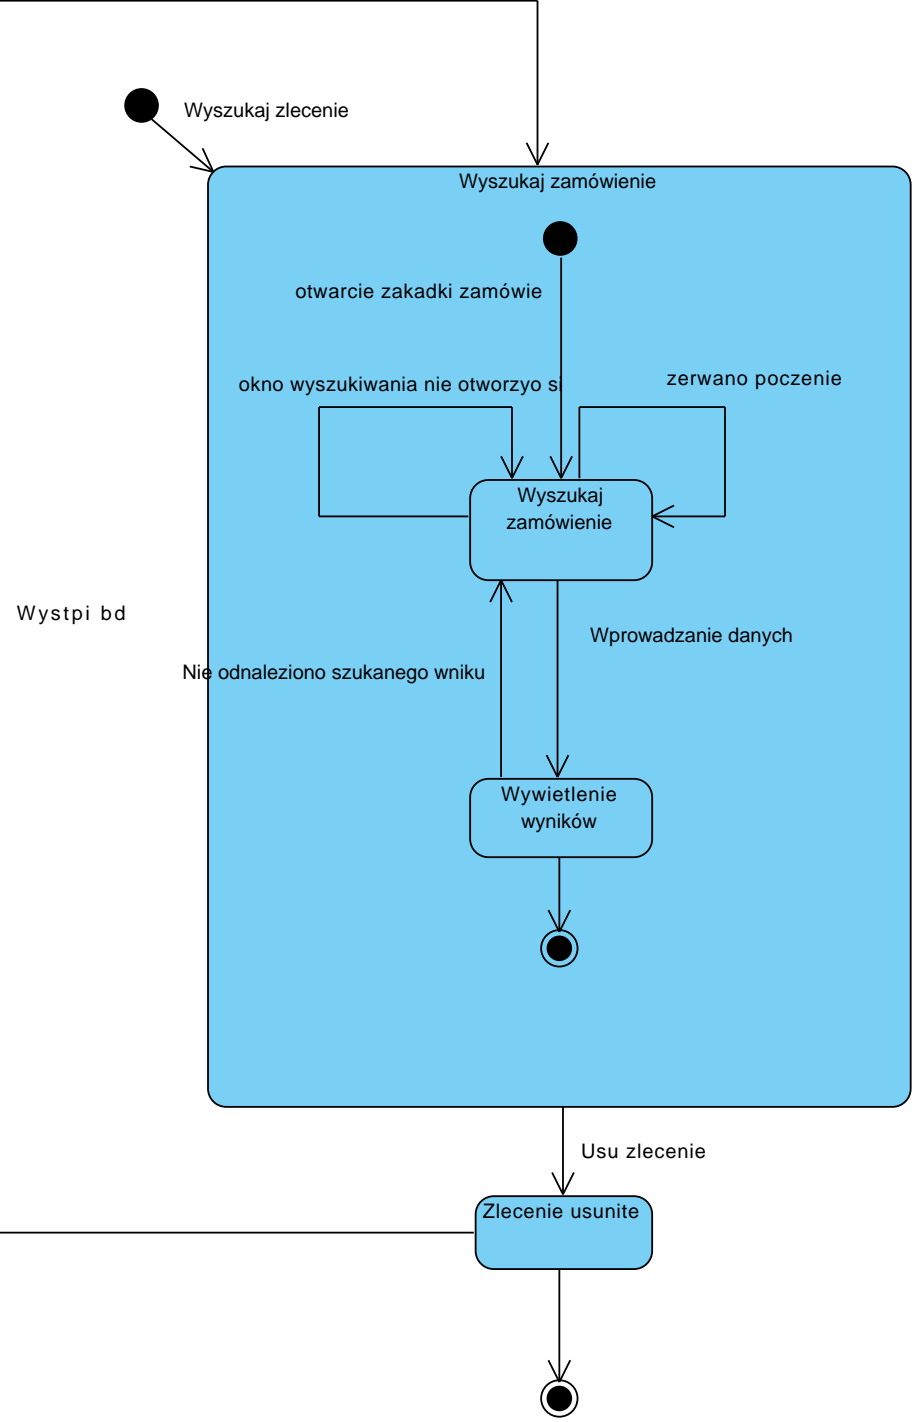 Wyszukaj zlecenie
Wyszukaj zamówienie
otwarcie zakadki zamówie
okno wyszukiwania nie otworzyo si
zerwano poczenie
Wyszukaj
zamówienie
Wystpi bd
Wprowadzanie danych
Nie odnaleziono szukanego wniku
Wywietlenie
wyników
Usu zlecenie
Zlecenie usunite